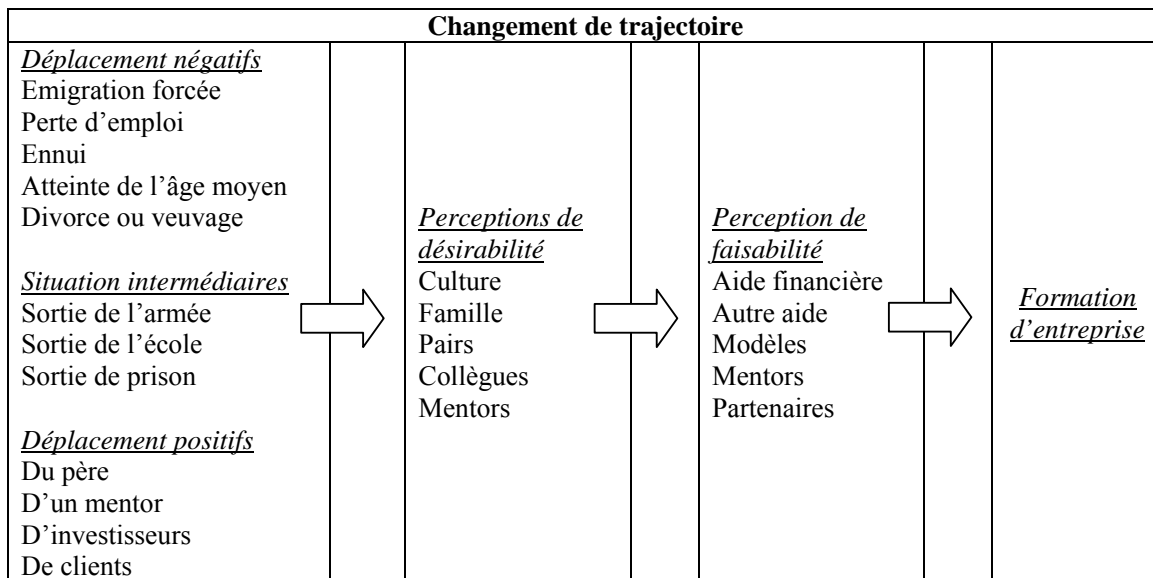 Changement de trajectoire
Déplacement négatifs
Emigration forcée
Perte d'emploi
Ennui
Atteinte de l'âge moyen
Divorce ou veuvage
Situation intermédiaires
Sortie de l'armée
Sortie de l'école
Sortie de prison
Déplacement positifs
Du père
D'un mentor
D'investisseurs
De clients
Perceptions de
désirabilité
Culture
Famille
Pairs
Collègues
Mentors
Perception de
faisabilité
Aide financière
Autre aide
Modèles
Mentors
Partenaires
Formation
d'entreprise